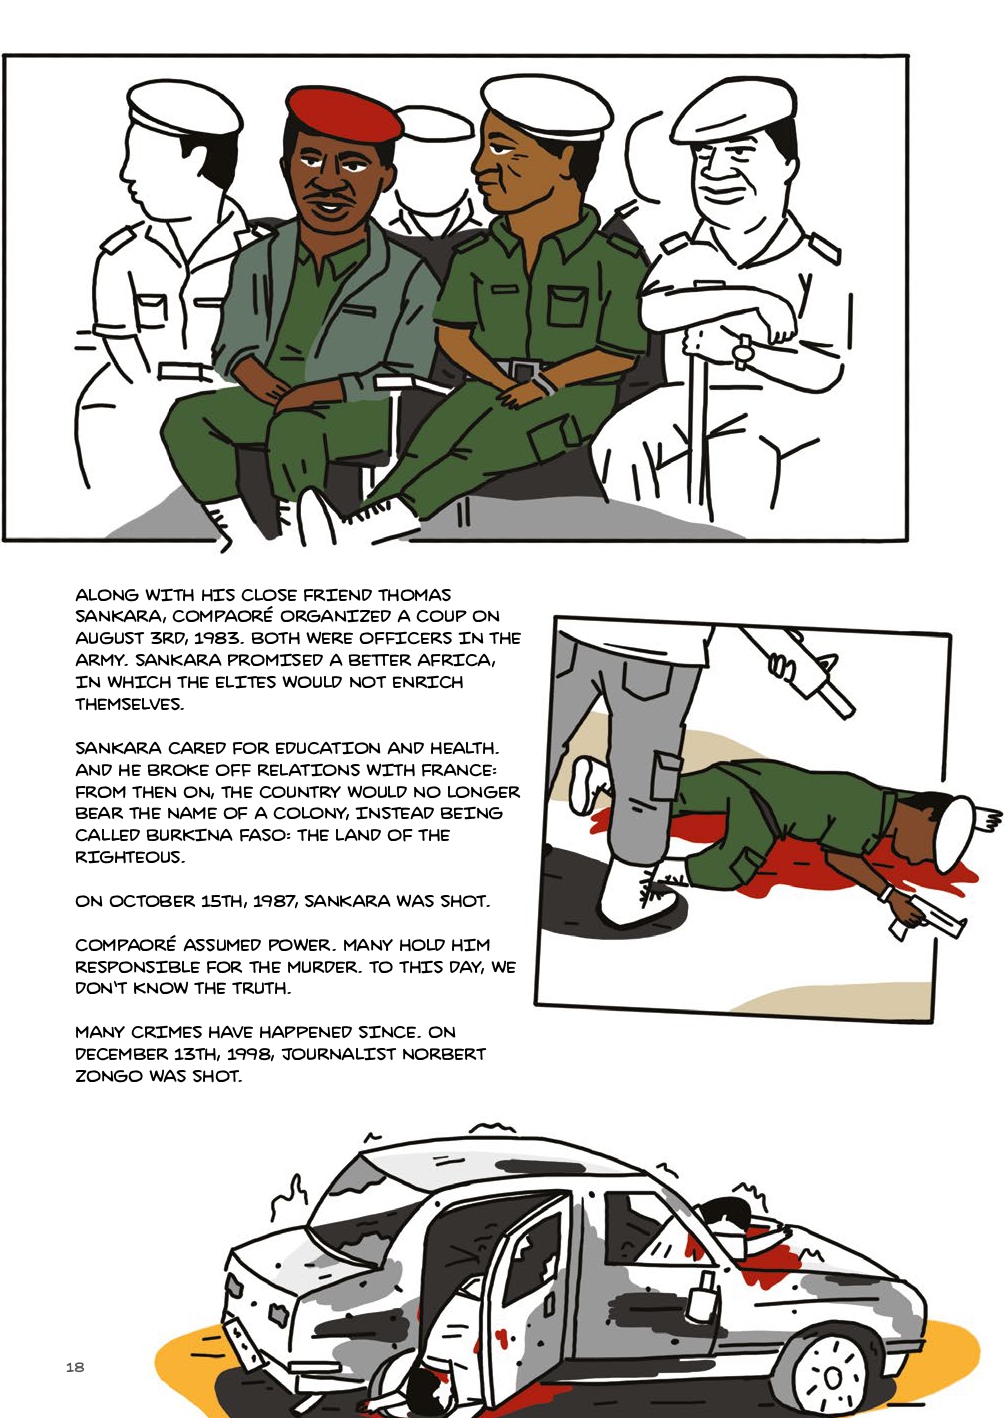 ALONG WITH HIS CLOSE FRIEND THOMAS
SANKARA, COMPAORÉ ORGANIZED A COUP ON
AUGUST 3RD, 1983. BOTH WERE OFFICERS IN THE
ARMY. SANKARA PROMISED A BETTER AFRICA,
IN WHICH THE ELITES WOULD NOT ENRICH
THEMSELVES.
SANKARA CARED FOR EDUCATION AND HEALTH.
AND HE BROKE OFF RELATIONS WITH FRANCE:
FROM THEN ON, THE COUNTRY WOULD NO LONGER
BEAR THE NAME OF A COLONY, INSTEAD BEING
CALLED BURKINA FASO: THE LAND OF THE
RIGHTEOUS.
ON OCTOBER 15TH, 1987, SANKARA WAS SHOT.
COMPAORÉ ASSUMED POWER. MANY HOLD HIM
RESPONSIBLE FOR THE MURDER. TO THIS DAY, WE
DON'T KNOW THE TRUTH.
MANY CRIMES HAVE HAPPENED SINCE. ON
DECEMBER 13TH, 1998, JOURNALIST NORBERT
ZONGO WAS SHOT.
18